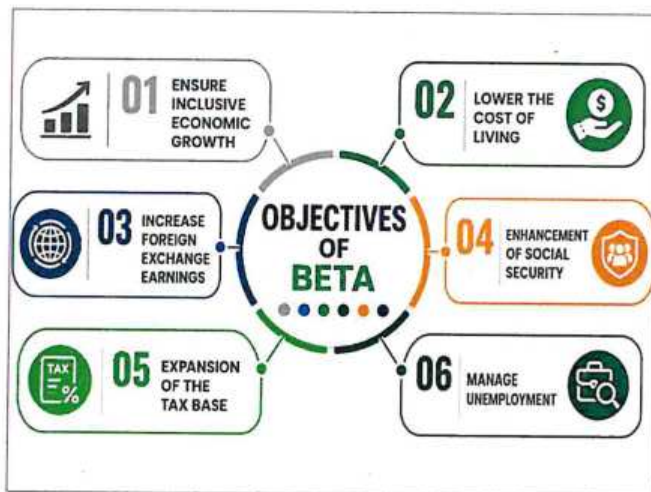 01
ENSURE
INCLUSIVE
ECONOMIC
GROWTH
02
LOWER THE
COST OF
LIVING
$
OBJECTIVES
OF
BETA
03
INCREASE
FOREIGN
EXCHANGE
EARNINGS
04
ENHANCEMENT
OF SOCIAL
SECURITY
TAX
%
05
EXPANSION
OF THE
TAX BASE
06
MANAGE
UNEMPLOYMENT